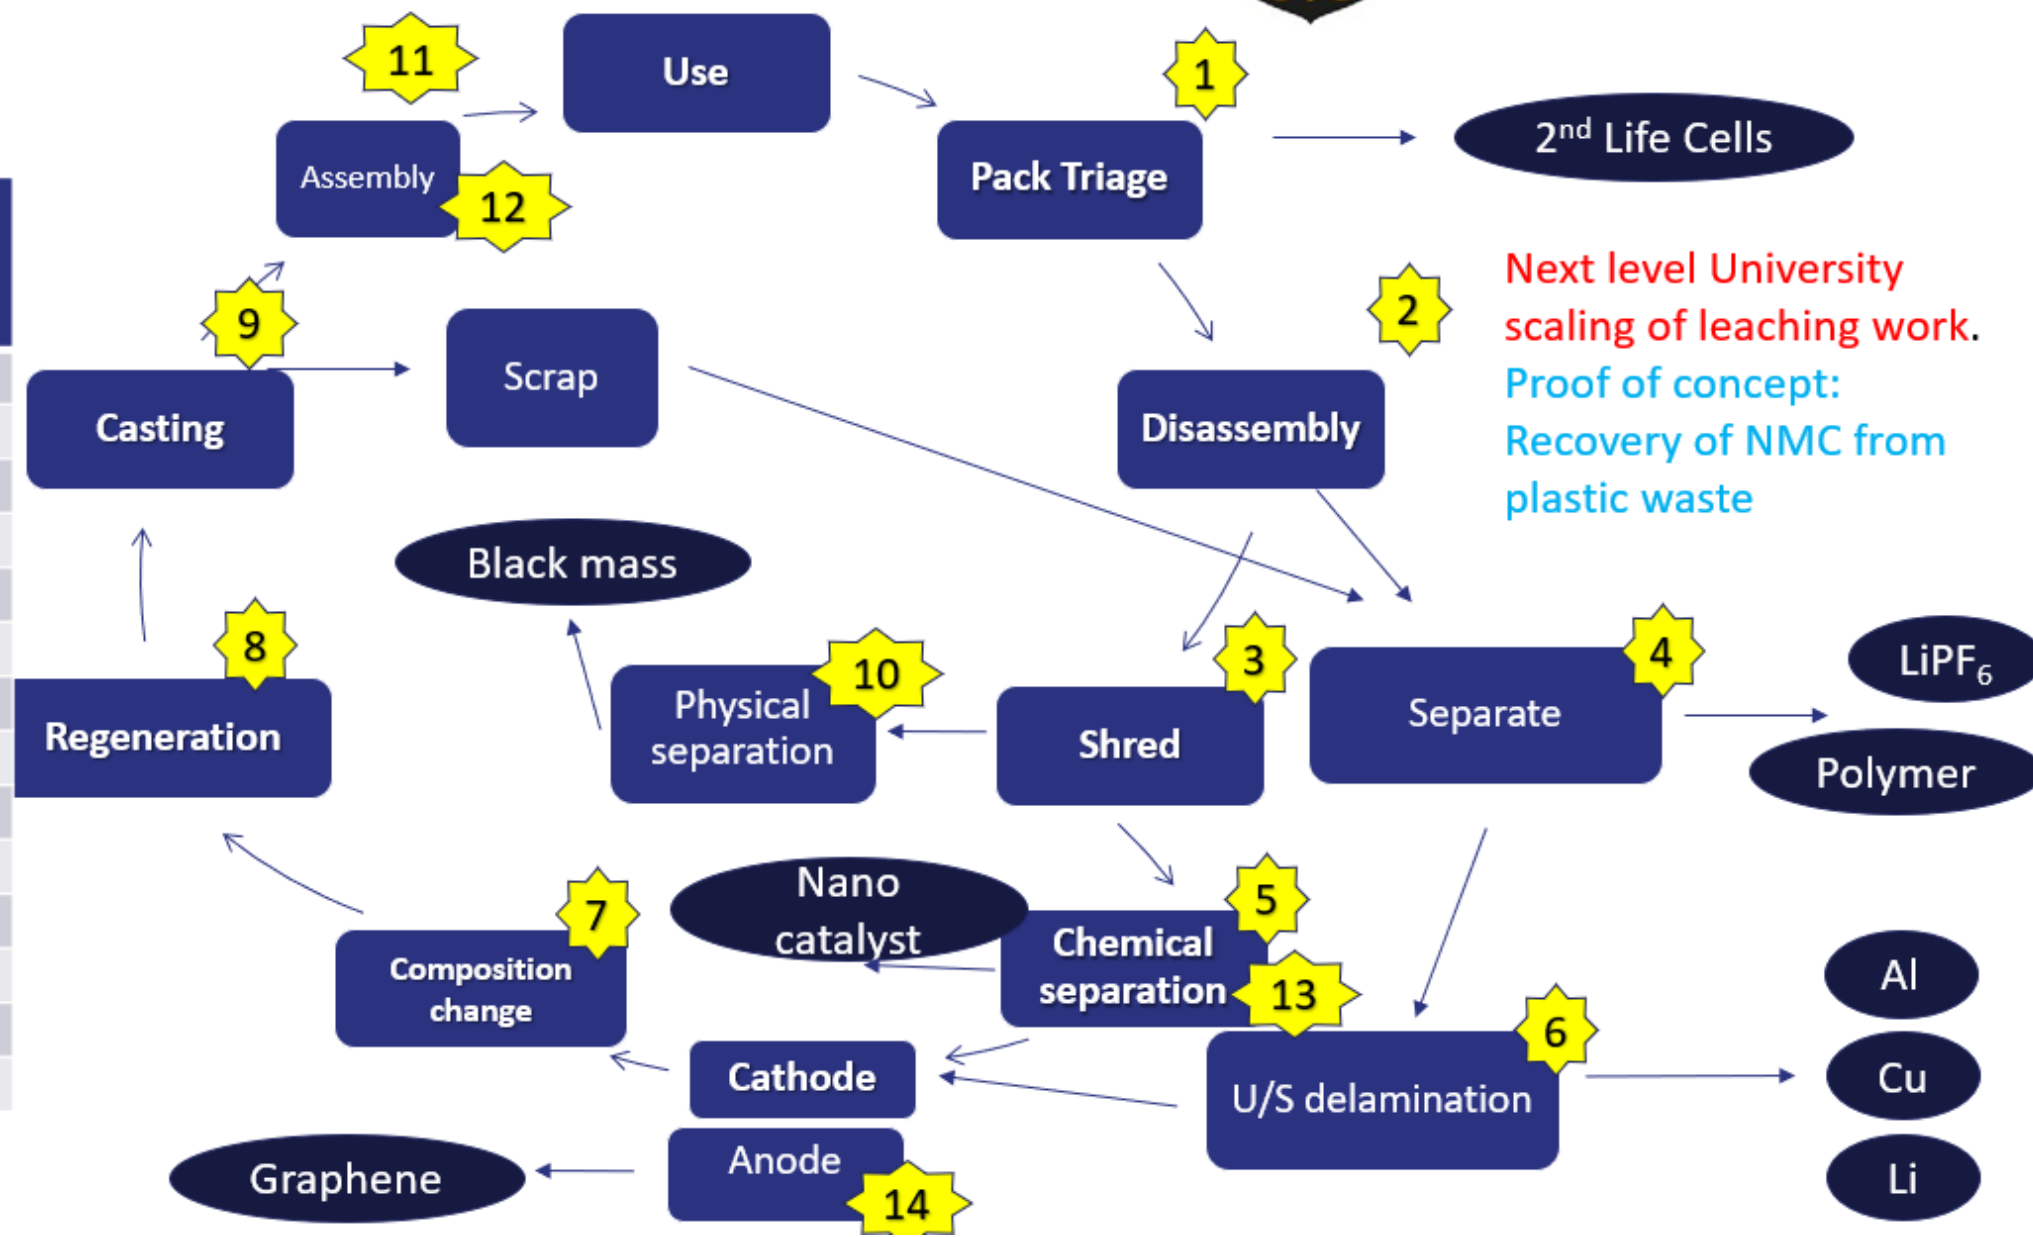 11
Use
1
2nd Life Cells
Assembly
12
Pack Triage
9
Scrap
2
Next level University
scaling of leaching work.
Proof of concept:
Recovery of NMC from
plastic waste
Casting
Disassembly
Black mass
8
10
3
4
LiPF6
Physical
separation
Regeneration
Shred
Separate
Polymer
Nano
catalyst
5
7
Chemical
separation
13
Composition
change
6
Al
Cathode
Cu
U/S delamination
Anode
Graphene
14
Li